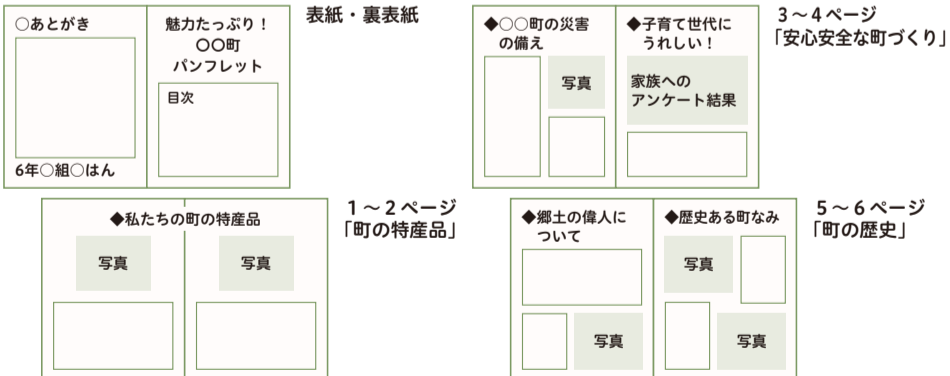 ○あとがき
6年○組○はん
魅力たっぷり！
○○町
パンフレット
目次
表紙・裏表紙
◆私たちの町の特産品
写真
写真
1～2ページ
「町の特産品」
◆○○町の災害
の備え
写真
◆子育て世代に
うれしい！
家族への
アンケート結果
3～4ページ
「安心安全な町づくり」
◆郷土の偉人に
ついて
写真
◆歴史ある町なみ
写真
写真
5～6ページ
「町の歴史」